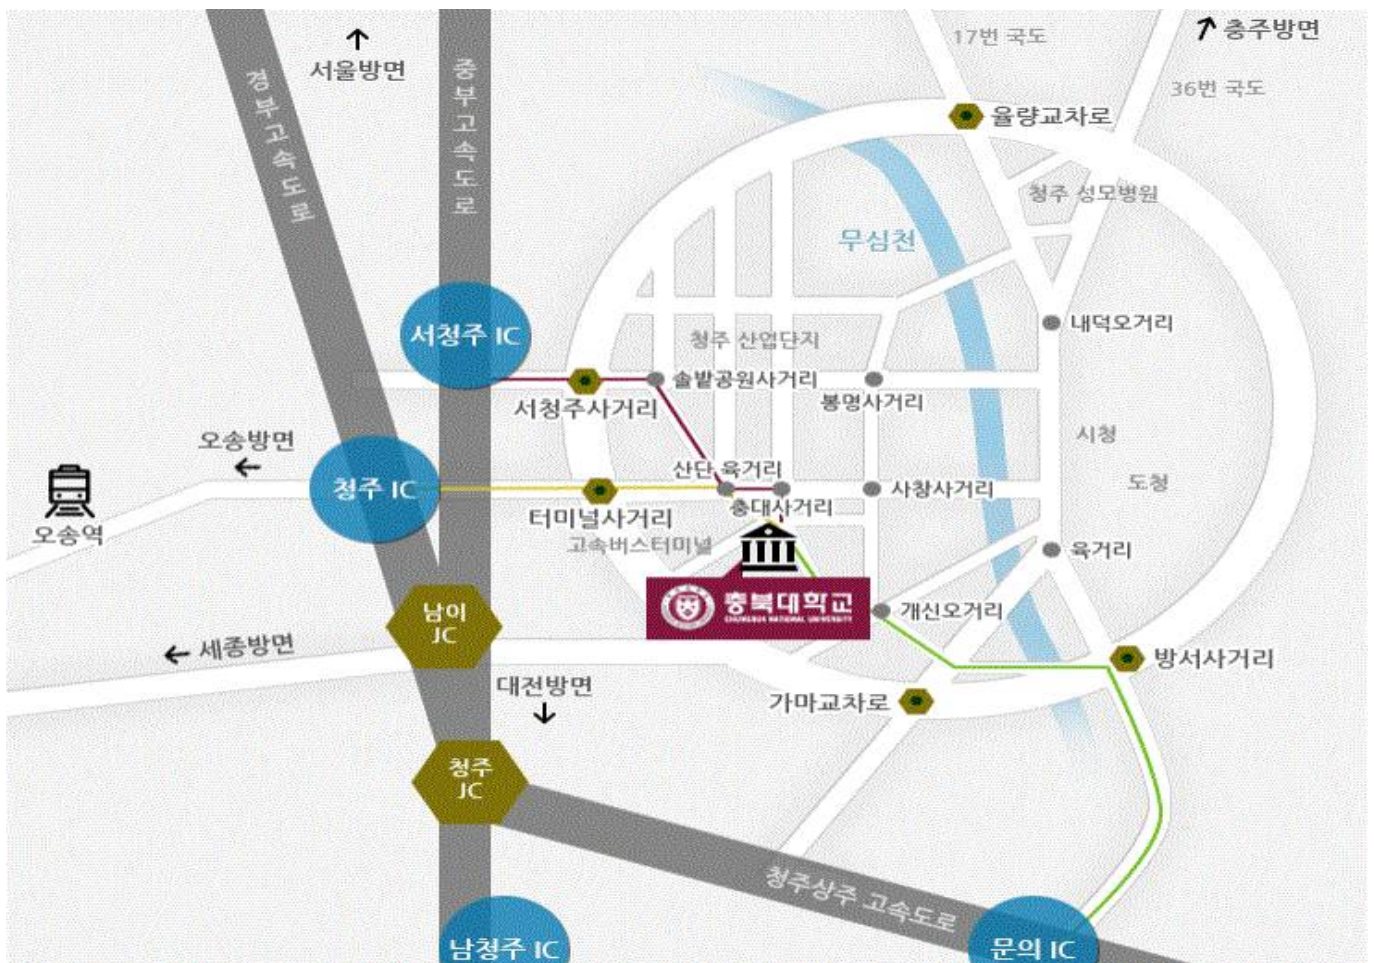 17번 국도
충주방면
서울방면
경부고속도로
중부고속도로
36번 국도
율량교차로
청주 성모병원
무심천
서청주 IC
내덕오거리
청주 산업단지
솔밭공원사거리
서청주사거리
봉명사거리
오송방면
시청
산단 육거리
도청
청주 IC
사창사거리
충대사거리
터미널사거리
오송역
고속버스터미널
육거리
충북대학교
CHUNGBUK NATIONAL UNIVERSITY
개신오거리
남이
JC
세종방면
방서사거리
대전방면
가마교차로
청주
JC
청주상주 고속도로
남청주 IC
문의 IC